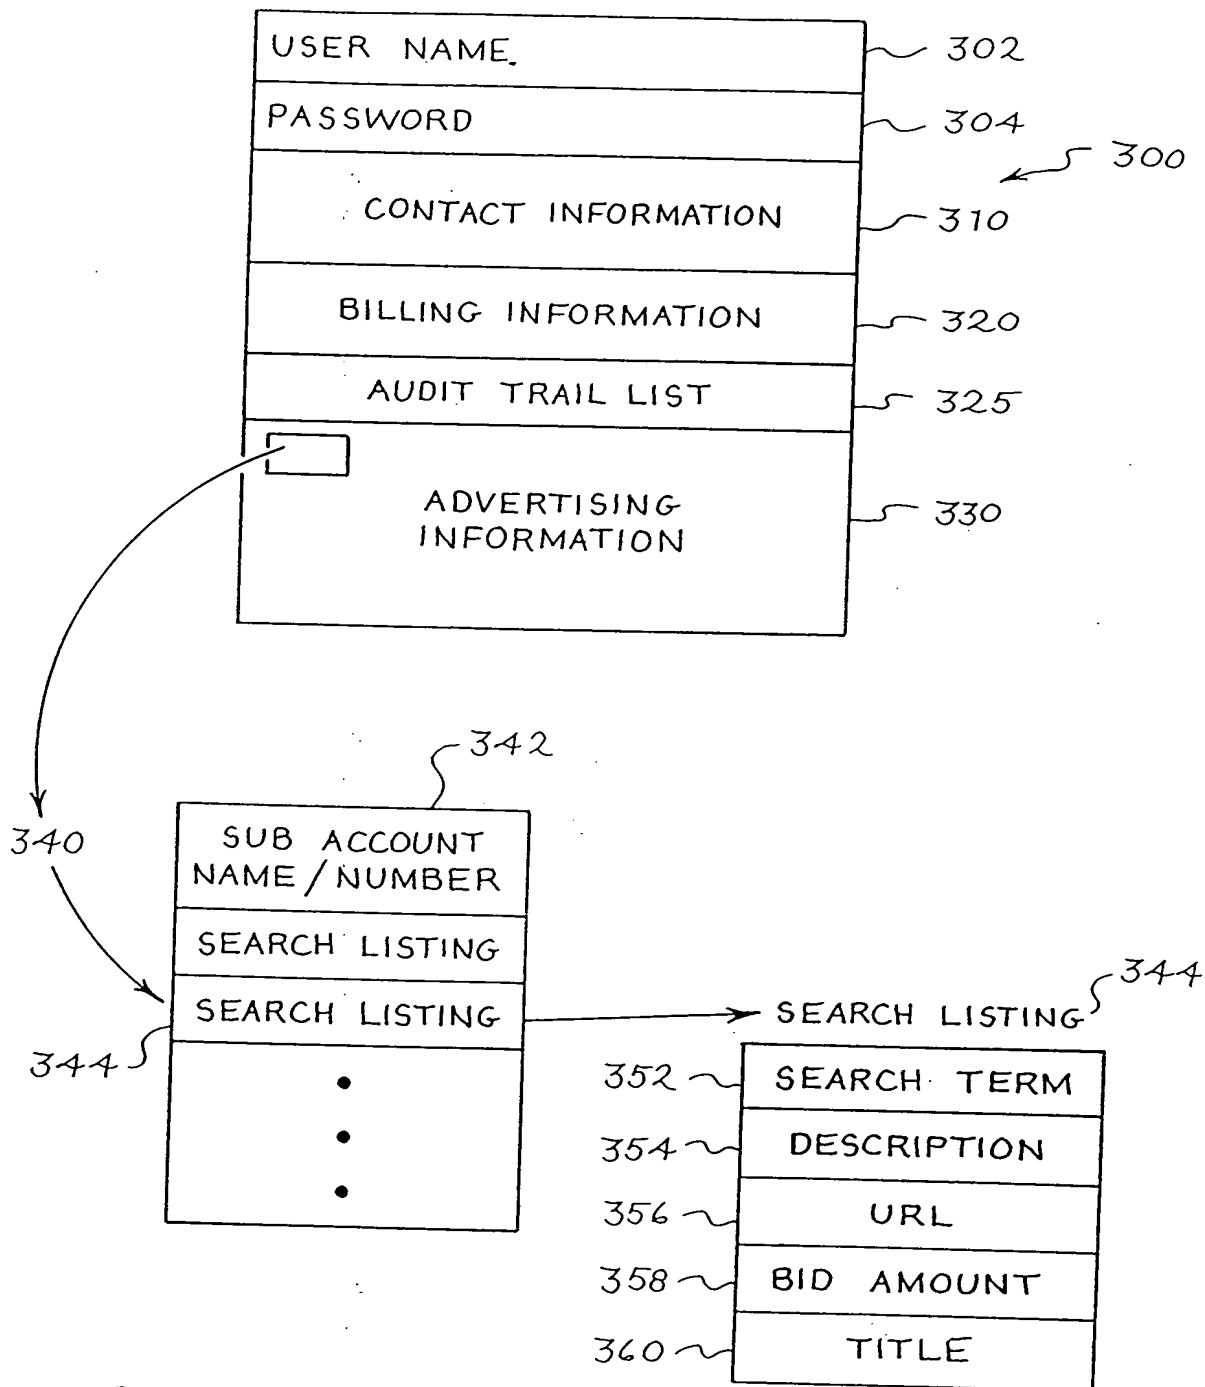 USER NAME 302
PASSWORD 304
300
CONTACT INFORMATION 310
BILLING INFORMATION 320
AUDIT TRAIL LIST 325
ADVERTISING
INFORMATION
330
342
340
SUB ACCOUNT
NAME/NUMBER
SEARCH LISTING
SEARCH LISTING
344
SEARCH LISTING 344
352 SEARCH TERM
354 DESCRIPTION
356 URL
358 BID AMOUNT
360 TITLE